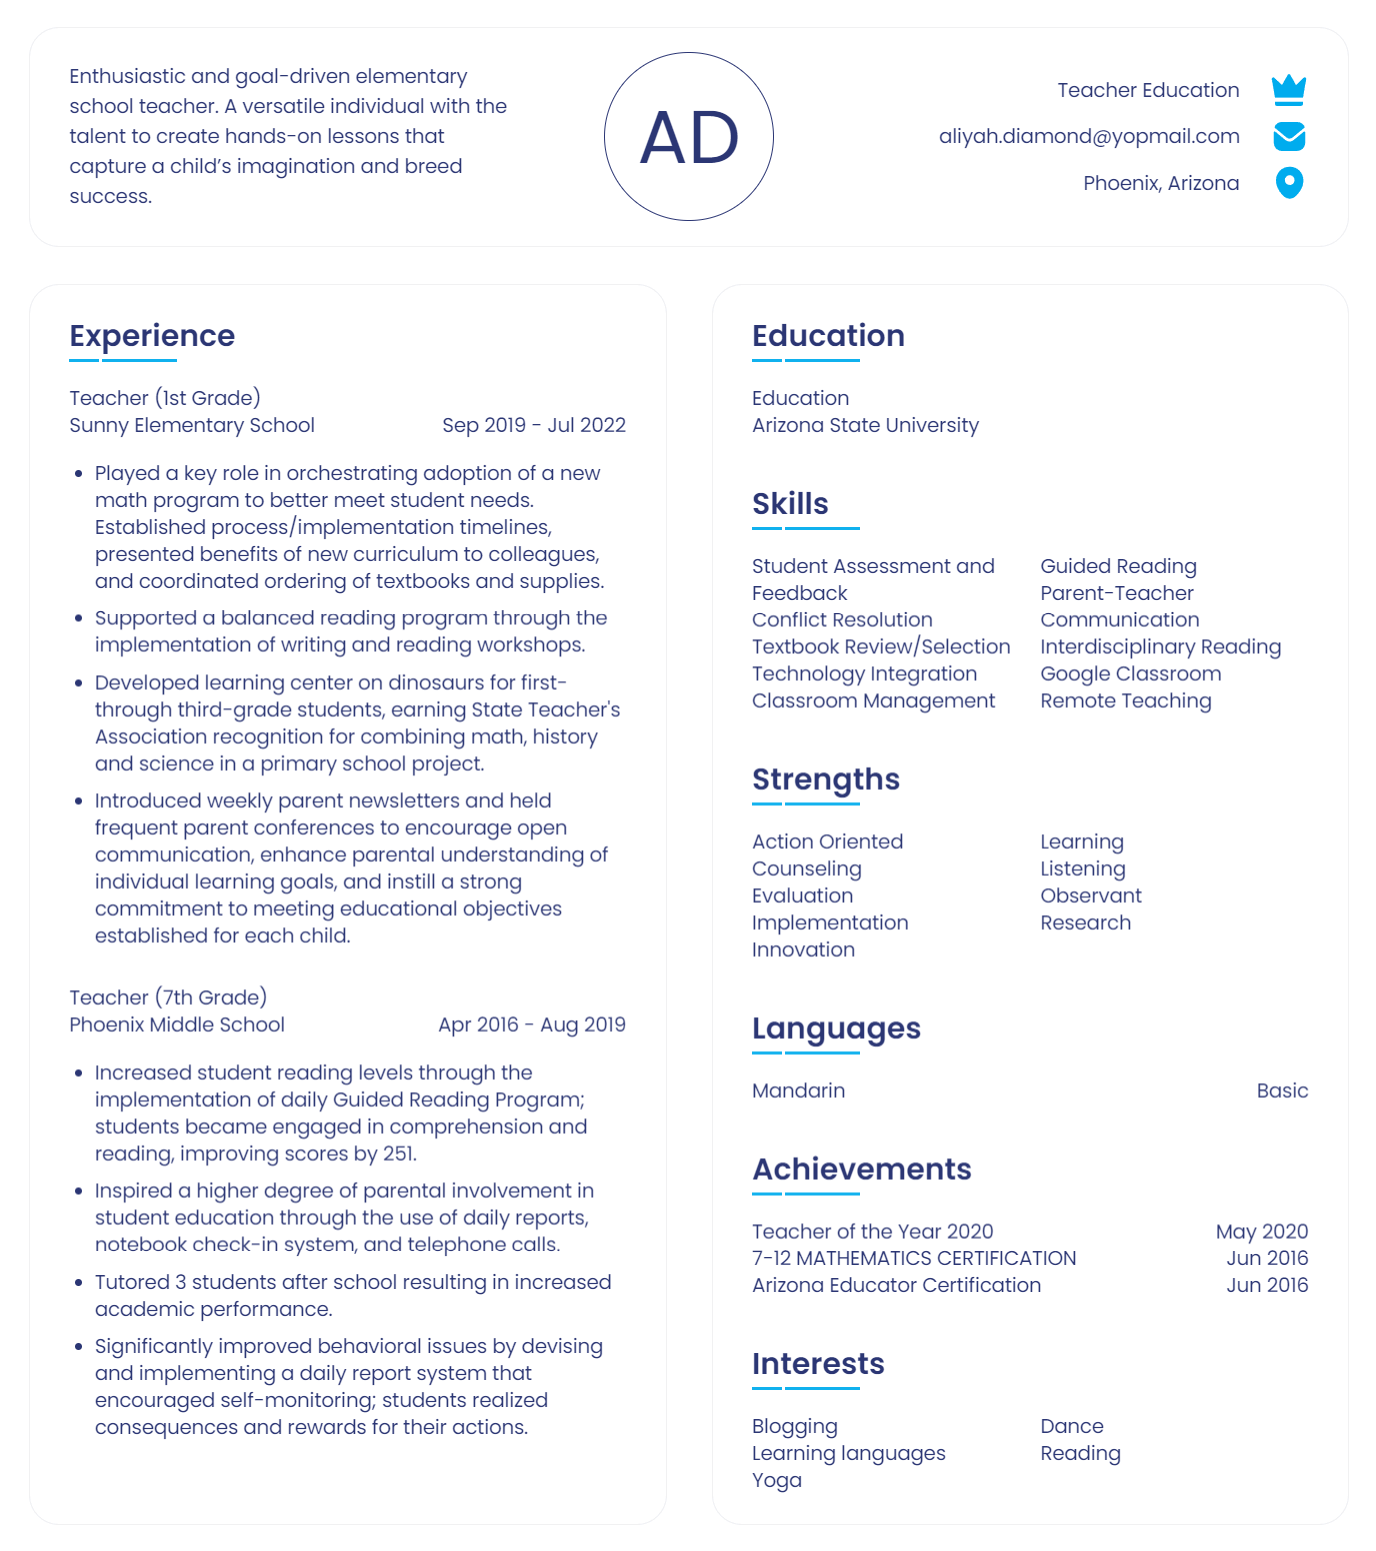 Enthusiastic and goal-driven elementary
school teacher. A versatile individual with the
talent to create hands-on lessons that
capture a child’s imagination and breed
success.
AD
Teacher Education
aliyah.diamond@yopmail.com
Phoenix, Arizona
Experience
Teacher (1st Grade)
Sunny Elementary School Sep 2019 - Jul 2022
• Played a key role in orchestrating adoption of a new
math program to better meet student needs.
Established process/implementation timelines,
presented benefits of new curriculum to colleagues,
and coordinated ordering of textbooks and supplies.
• Supported a balanced reading program through the
implementation of writing and reading workshops.
• Developed learning center on dinosaurs for first-
through third-grade students, earning State Teacher's
Association recognition for combining math, history
and science in a primary school project.
• Introduced weekly parent newsletters and held
frequent parent conferences to encourage open
communication, enhance parental understanding of
individual learning goals, and instill a strong
commitment to meeting educational objectives
established for each child.
Teacher (7th Grade)
Phoenix Middle School Apr 2016 - Aug 2019
• Increased student reading levels through the
implementation of daily Guided Reading Program;
students became engaged in comprehension and
reading, improving scores by 251.
• Inspired a higher degree of parental involvement in
student education through the use of daily reports,
notebook check-in system, and telephone calls.
• Tutored 3 students after school resulting in increased
academic performance.
• Significantly improved behavioral issues by devising
and implementing a daily report system that
encouraged self-monitoring; students realized
consequences and rewards for their actions.
Education
Education
Arizona State University
Skills
Student Assessment and
Feedback
Conflict Resolution
Textbook Review/Selection
Technology Integration
Classroom Management
Guided Reading
Parent-Teacher
Communication
Interdisciplinary Reading
Google Classroom
Remote Teaching
Strengths
Action Oriented
Counseling
Evaluation
Implementation
Innovation
Learning
Listening
Observant
Research
Languages
Mandarin Basic
Achievements
Teacher of the Year 2020 May 2020
7-12 MATHEMATICS CERTIFICATION Jun 2016
Arizona Educator Certification Jun 2016
Interests
Blogging
Learning languages
Yoga
Dance
Reading